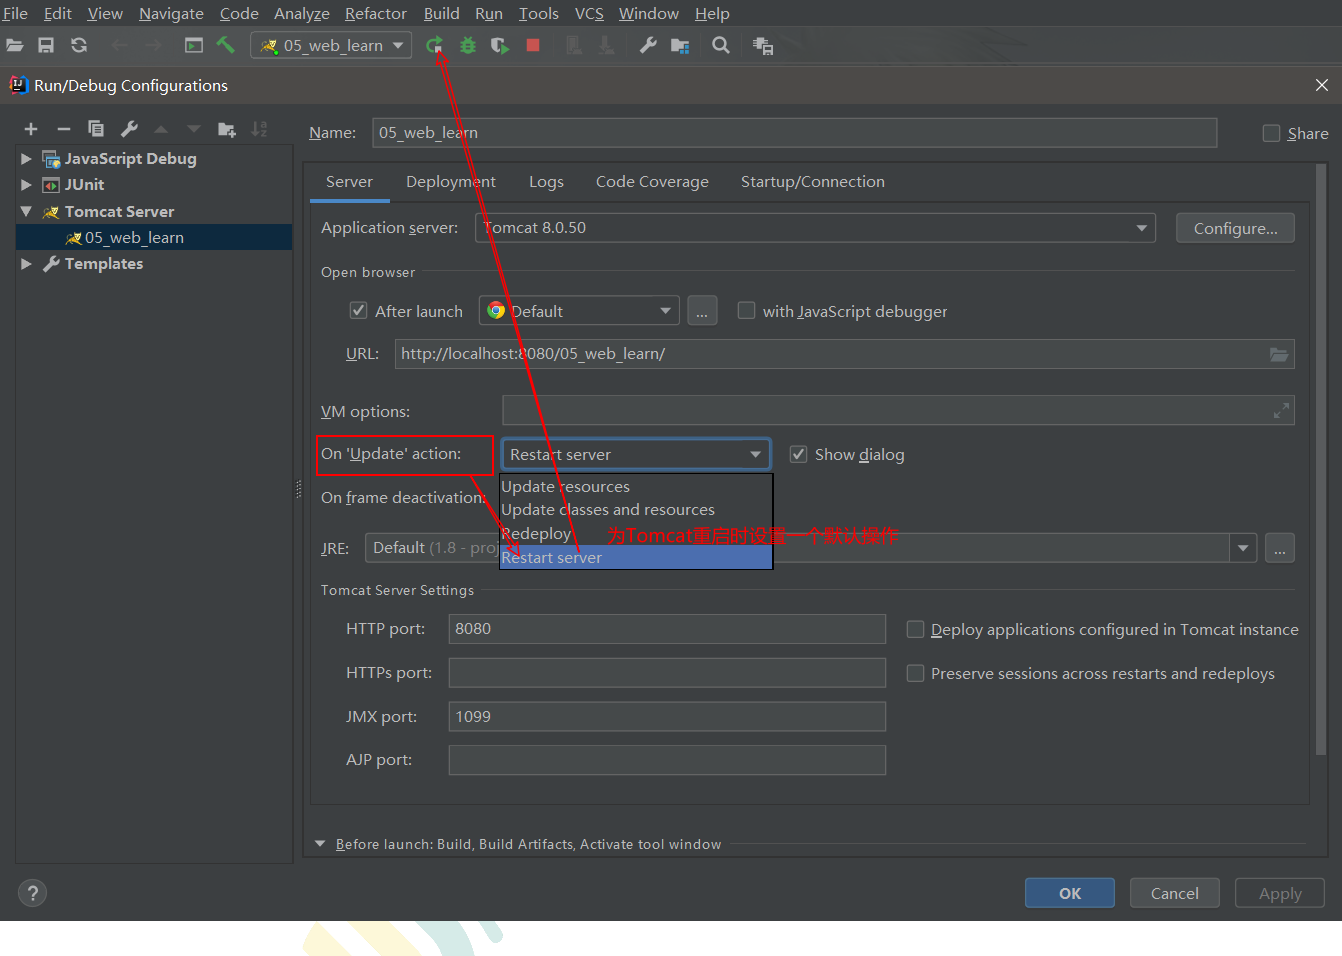 File Edit View Navigate Code Analyze Refactor Build Run Tools VCS Window Help
05_web_learn
Run/Debug Configurations
Name: 05_web_learn Share
JavaScript Debug
JUnit
Tomcat Server
05_web_learn
Templates
Server Deployment Logs Code Coverage Startup/Connection
Application server: Tomcat 8.0.50 Configure...
Open browser
After launch Default ... with JavaScript debugger
URL: http://localhost:8080/05_web_learn/
VM options:
On 'Update' action: Restart server Show dialog
Update resources
On frame deactivation:
Update classes and resources
Redeploy 为Tomcat重启时设置一个默认操作
JRE: Default (1.8 - proj ...
Restart server
Tomcat Server Settings
HTTP port: 8080 Deploy applications configured in Tomcat instance
HTTPs port: Preserve sessions across restarts and redeploys
JMX port: 1099
AJP port:
Before launch: Build, Build Artifacts, Activate tool window
? OK Cancel Apply